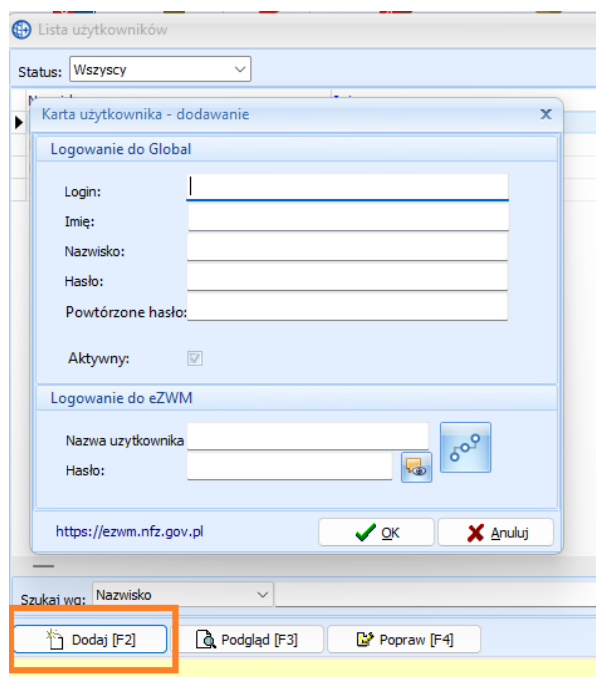 Lista użytkowników
Status: Wszyscy
Karta użytkownika - dodawanie x
Logowanie do Global
Login:
Imię:
Nazwisko:
Hasło:
Powtórzone hasło:
Aktywny:
Logowanie do eZWM
Nazwa uzytkownika
Hasło:
https://ezwm.nfz.gov.pl OK Anuluj
Szukaj wg: Nazwisko
Dodaj [F2] Podgląd [F3] Popraw [F4]